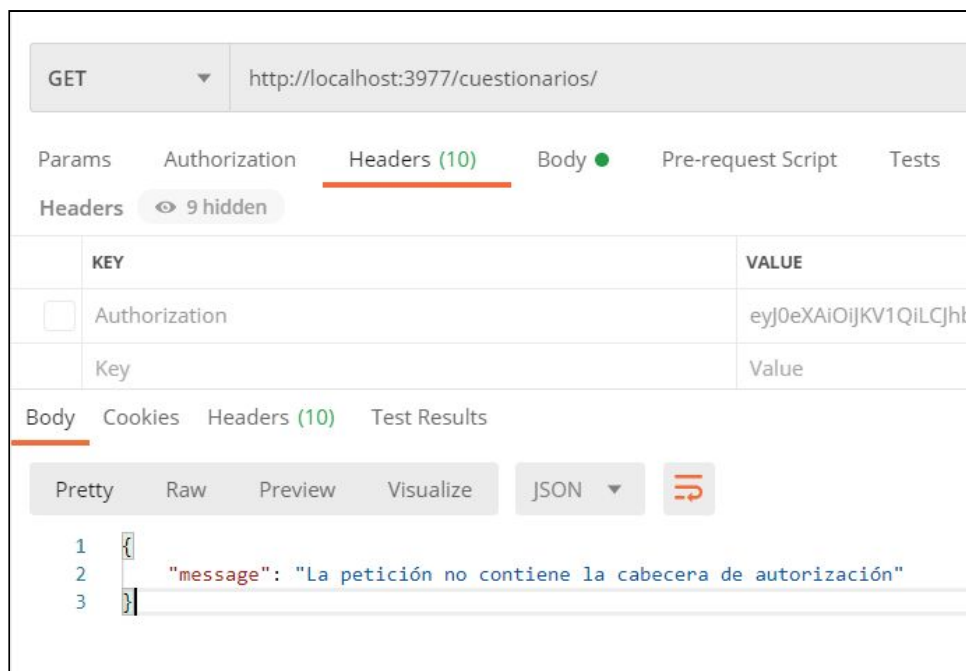 GET http://localhost:3977/cuestionarios/
Params Authorization Headers (10) Body Pre-request Script Tests
Headers 9 hidden
KEY VALUE
Authorization eyJ0eXAiOiJKV1QiLCJhb
Key Value
Body Cookies Headers (10) Test Results
Pretty Raw Preview Visualize JSON
1 {
2 "message": "La petición no contiene la cabecera de autorización"
3 }